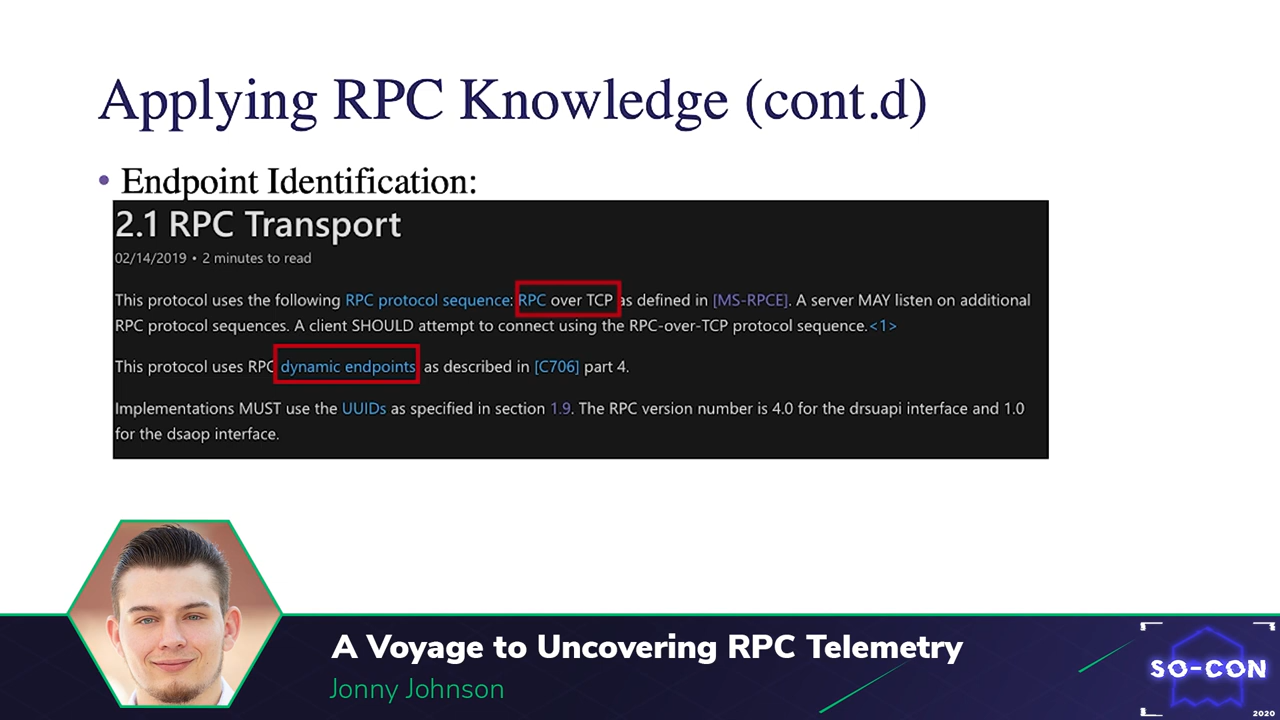 Applying RPC Knowledge (cont.d)
• Endpoint Identification:
2.1 RPC Transport
02/14/2019 • 2 minutes to read
This protocol uses the following RPC protocol sequence: RPC over TCP as defined in [MS-RPCE]. A server MAY listen on additional
RPC protocol sequences. A client SHOULD attempt to connect using the RPC-over-TCP protocol sequence.<1>
This protocol uses RPC dynamic endpoints as described in [C706] part 4.
Implementations MUST use the UUIDs as specified in section 1.9. The RPC version number is 4.0 for the drsuapi interface and 1.0
for the dsaop interface.
A Voyage to Uncovering RPC Telemetry
Jonny Johnson
SO-CON
2020